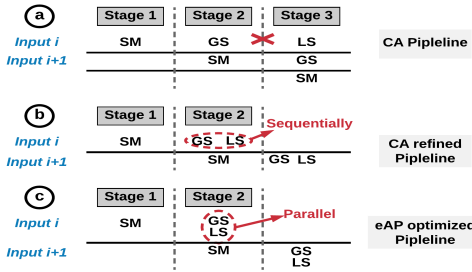 a Stage 1 Stage 2 Stage 3
Input i SM GS LS CA Pipleline
Input i+1 SM GS
SM
b Stage 1 Stage 2
Sequentially
Input i SM GS LS CA refined
Input i+1 SM GS LS Pipleline
c Stage 1 Stage 2
Parallel
Input i SM GS eAP optimized
LS Pipleline
Input i+1 SM GS
LS